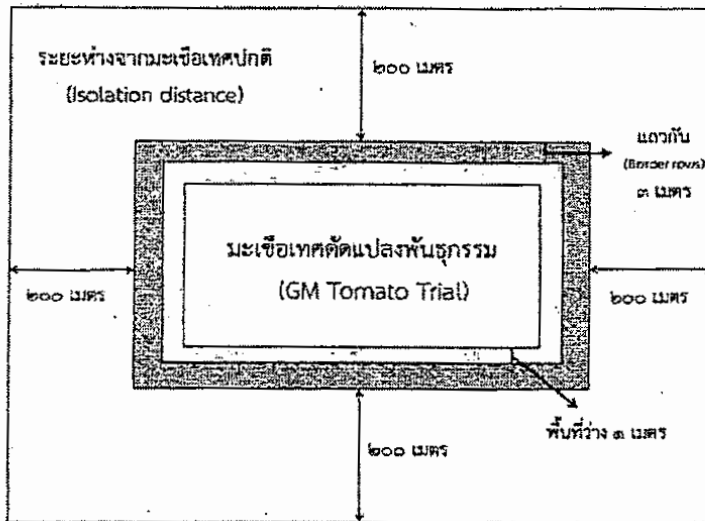 ระยะห่างจากมะเขือเทศปกติ
(Isolation distance)
๒๐๐ เมตร
แถวกัน
(Border rows)
๓ เมตร
มะเขือเทศดัดแปลงพันธุกรรม
(GM Tomato Trial)
๒๐๐ เมตร
๒๐๐ เมตร
พื้นที่ว่าง เมตร
๒๐๐ เมตร